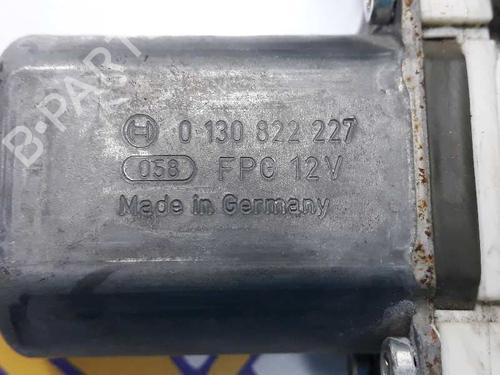 0 130 822 227
058 FPG 12V
Made in Germany
B-PARTS